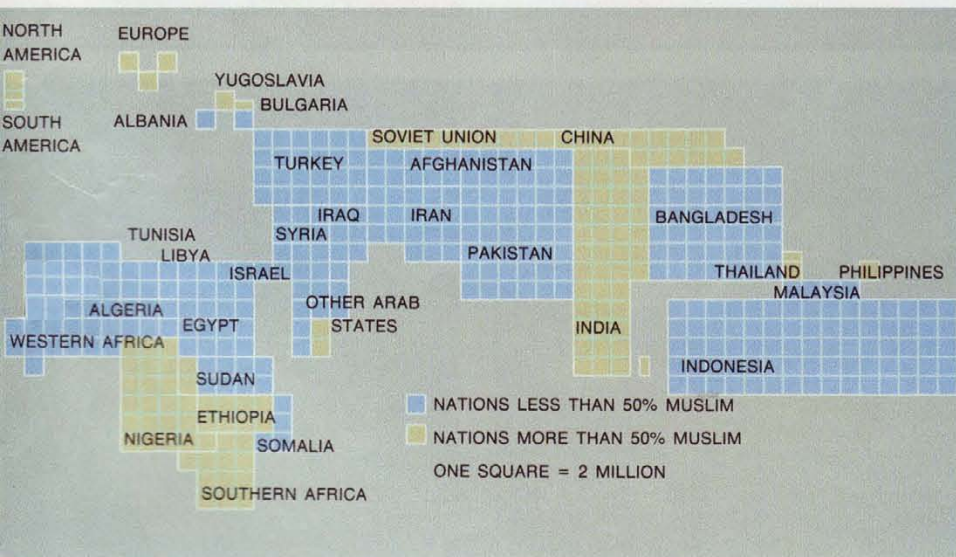 NORTH
AMERICA
EUROPE
YUGOSLAVIA
BULGARIA
SOUTH
AMERICA
ALBANIA
SOVIET UNION
CHINA
TURKEY
AFGHANISTAN
IRAQ
IRAN
BANGLADESH
TUNISIA
SYRIA
LIBYA
PAKISTAN
ISRAEL
THAILAND
PHILIPPINES
MALAYSIA
ALGERIA
OTHER ARAB
STATES
EGYPT
INDIA
WESTERN AFRICA
INDONESIA
SUDAN
ETHIOPIA
NIGERIA
SOMALIA
SOUTHERN AFRICA
NATIONS LESS THAN 50% MUSLIM
NATIONS MORE THAN 50% MUSLIM
ONE SQUARE = 2 MILLION